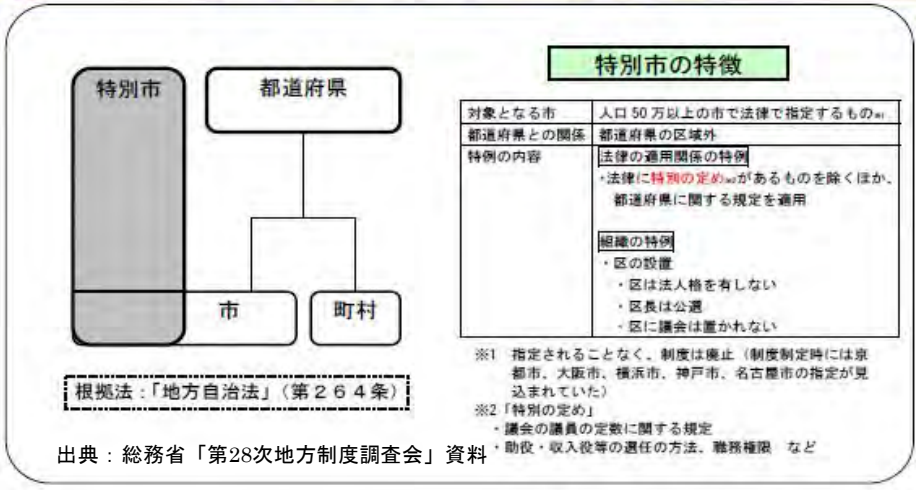 特別市
都道府県
市
町村
根拠法：「地方自治法」（第２６４条）
出典：総務省「第28次地方制度調査会」資料
特別市の特徴
対象となる市 人口50万以上の市で法律で指定するもの※1
都道府県との関係 都道府県の区域外
特例の内容 法律の適用関係の特例
・法律に特別の定め※2があるものを除くほか、
都道府県に関する規定を適用
組織の特例
・区の設置
・区は法人格を有しない
・区長は公選
・区に議会は置かれない
※1 指定されることなく、制度は廃止（制度制定時には京
都市、大阪市、横浜市、神戸市、名古屋市の指定が見
込まれていた）
※2「特別の定め」
・議会の議員の定数に関する規定
・助役・収入役等の選任の方法、職務権限 など